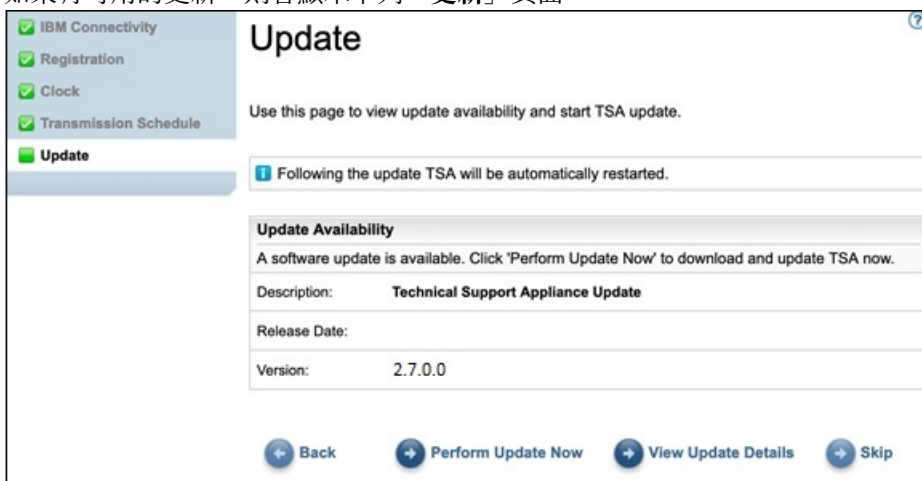 IBM Connectivity
Registration
Clock
Transmission Schedule
Update
Update
Use this page to view update availability and start TSA update.
Following the update TSA will be automatically restarted.
Update Availability
A software update is available. Click 'Perform Update Now' to download and update TSA now.
Description: Technical Support Appliance Update
Release Date:
Version: 2.7.0.0
Back Perform Update Now View Update Details Skip